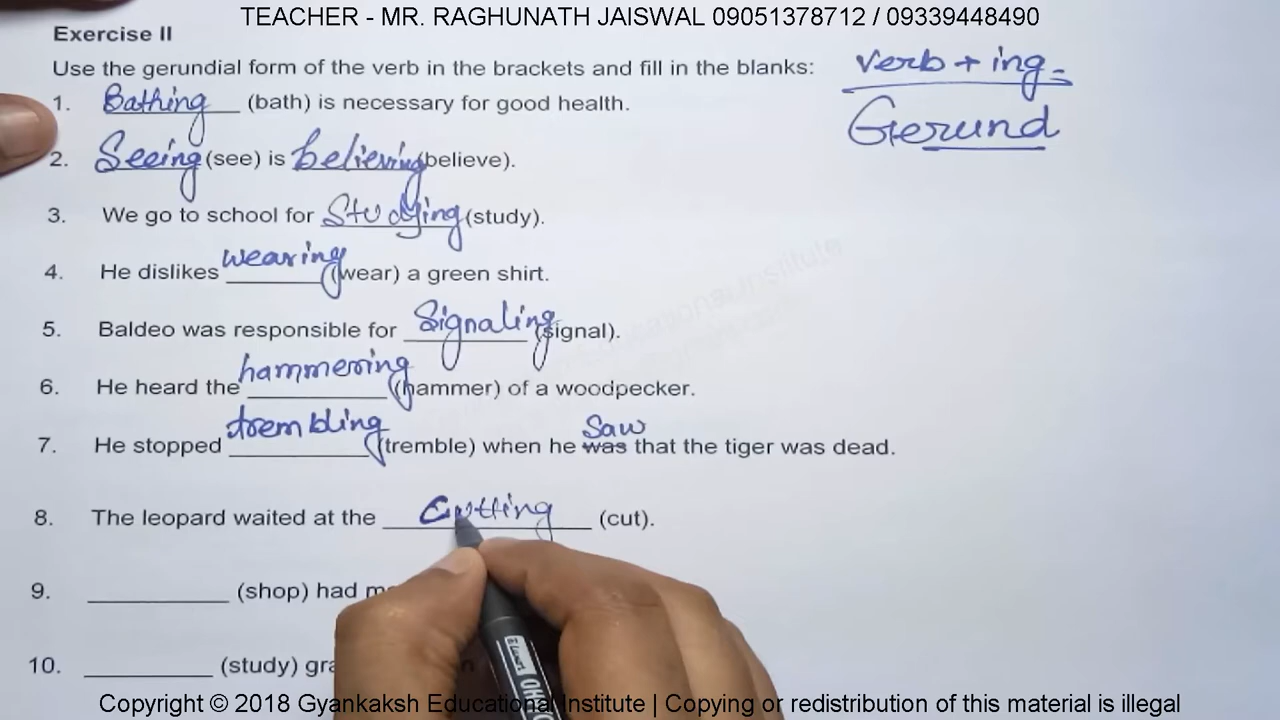 TEACHER - MR. RAGHUNATH JAISWAL 09051378712 / 09339448490
Exercise II
Use the gerundial form of the verb in the brackets and fill in the blanks:
verb + ing =
Gerund
1. Bathing (bath) is necessary for good health.
2. Seeing (see) is believing (believe).
3. We go to school for Studying (study).
4. He dislikes wearing (wear) a green shirt.
5. Baldeo was responsible for Signaling (signal).
6. He heard the hammering (hammer) of a woodpecker.
7. He stopped trembling (tremble) when he was Saw that the tiger was dead.
8. The leopard waited at the Cutting (cut).
9. ____________ (shop) had
10. ____________ (study)
Copyright © 2018 Gyankaksh Educational Institute | Copying or redistribution of this material is illegal